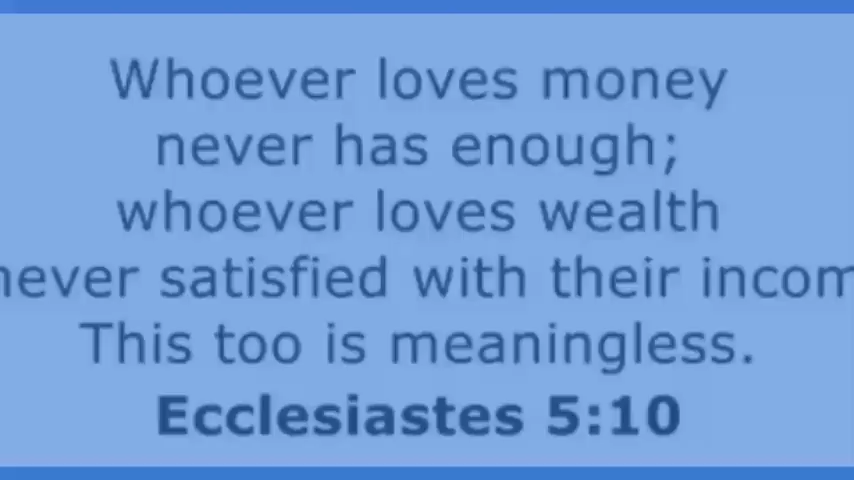 Whoever loves money
never has enough;
whoever loves wealth
never satisfied with their incom
This too is meaningless.
Ecclesiastes 5:10